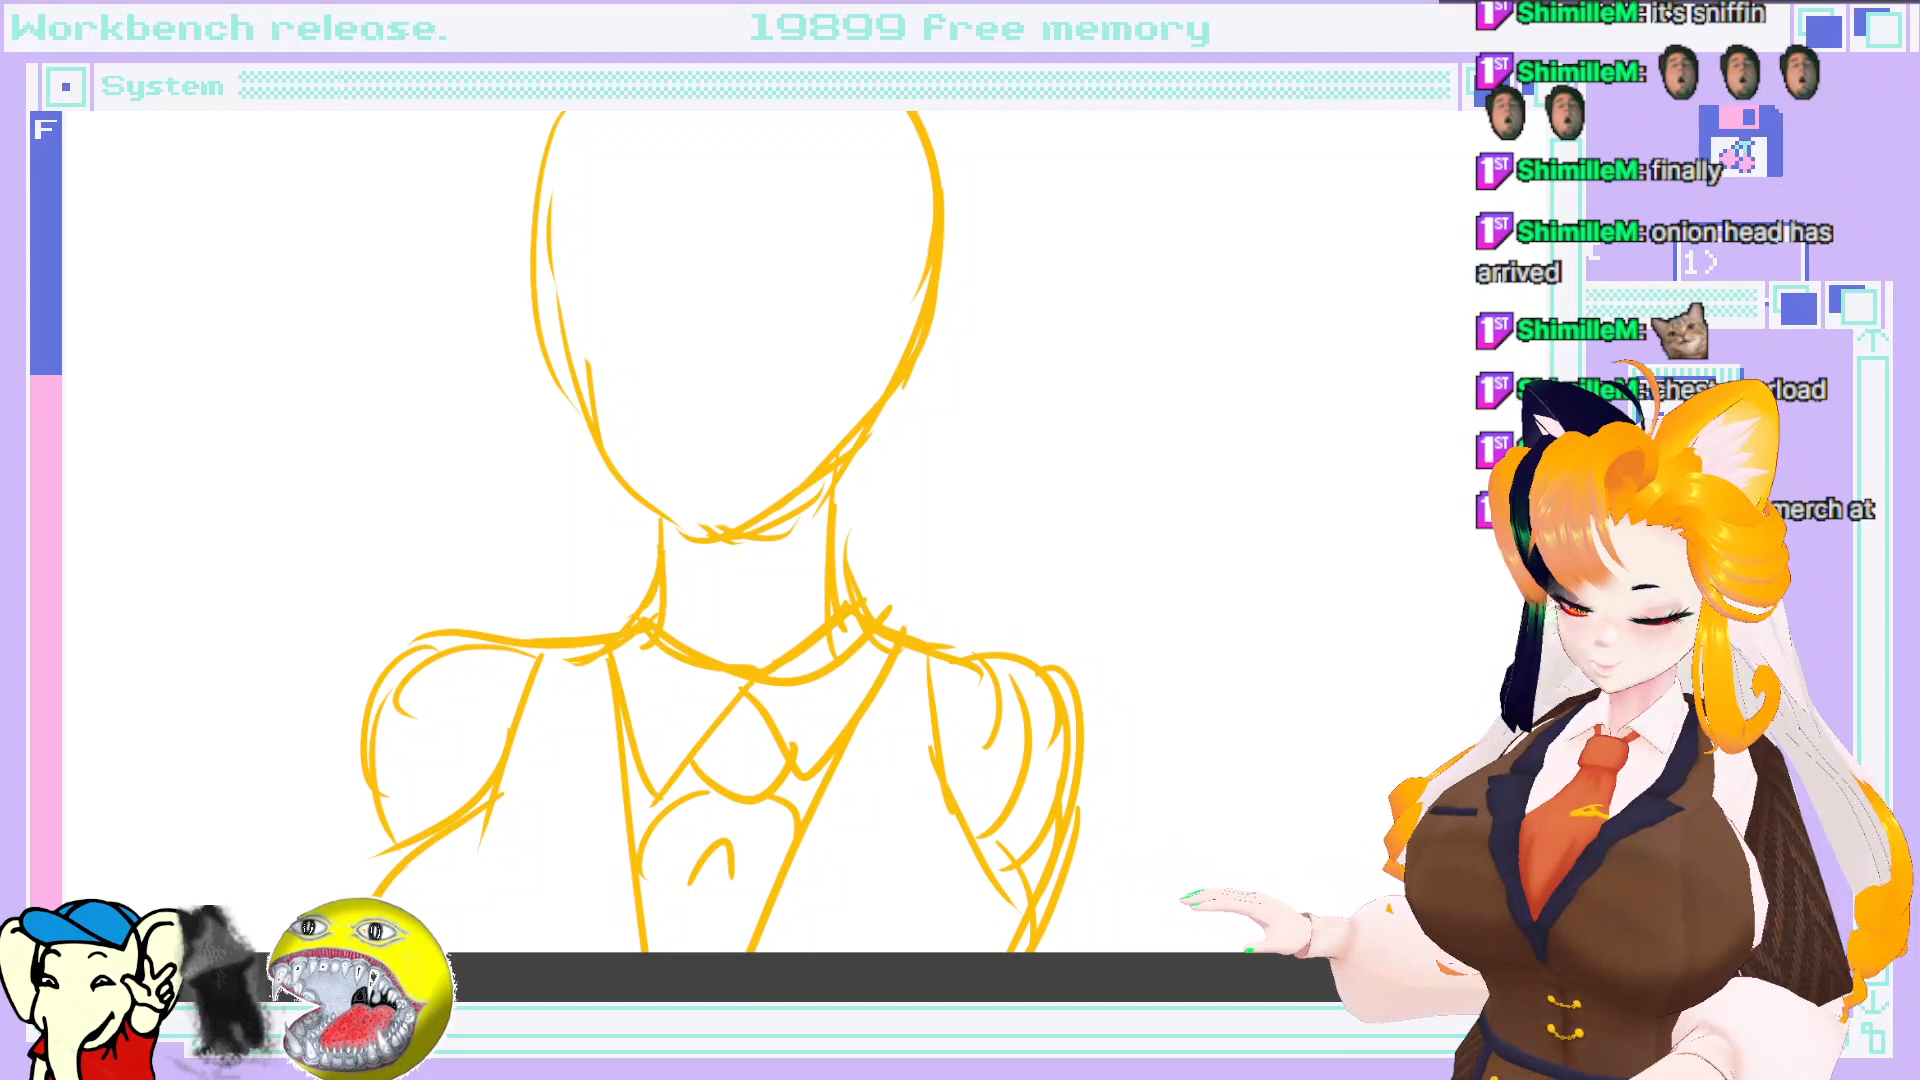 Workbench release.
19899 free memory
System
F
1>
1ST ShimilleM: it's sniffin
1ST ShimilleM:
1ST ShimilleM: finally
1ST ShimilleM: onion head has
arrived
1ST ShimilleM:
1ST ShimilleM: load
1ST
merch at